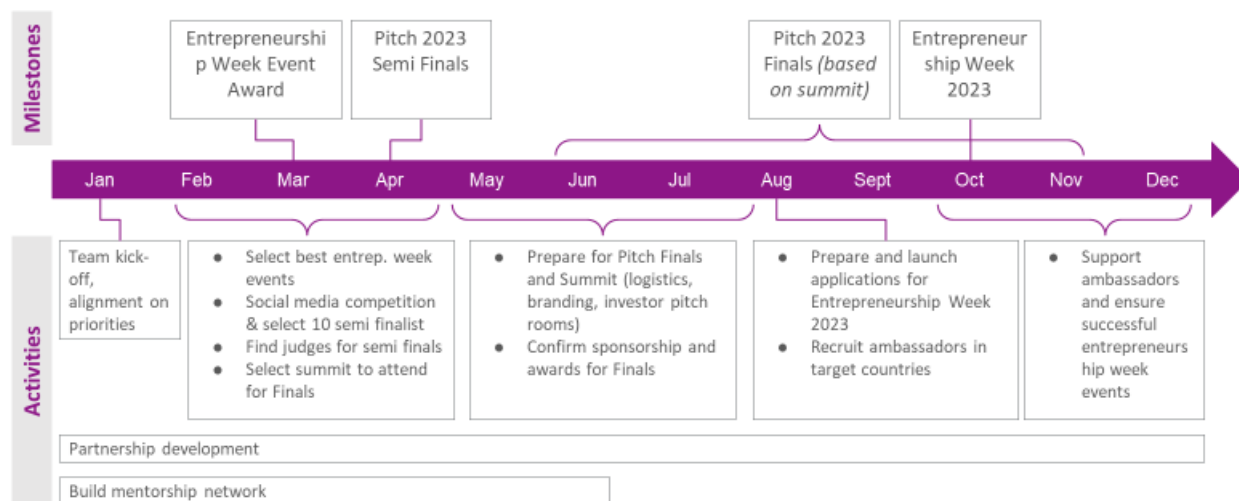 Milestones
Entrepreneurshi
p Week Event
Award
Pitch 2023
Semi Finals
Pitch 2023
Finals (based
on summit)
Entrepreneur
ship Week
2023
Jan Feb Mar Apr May Jun Jul Aug Sept Oct Nov Dec
Activities
Team kick-
off,
alignment on
priorities
● Select best entrep. week
events
● Social media competition
& select 10 semi finalist
● Find judges for semi finals
● Select summit to attend
for Finals
● Prepare for Pitch Finals
and Summit (logistics,
branding, investor pitch
rooms)
● Confirm sponsorship and
awards for Finals
● Prepare and launch
applications for
Entrepreneurship Week
2023
● Recruit ambassadors in
target countries
● Support
ambassadors
and ensure
successful
entrepreneurs
hip week
events
Partnership development
Build mentorship network